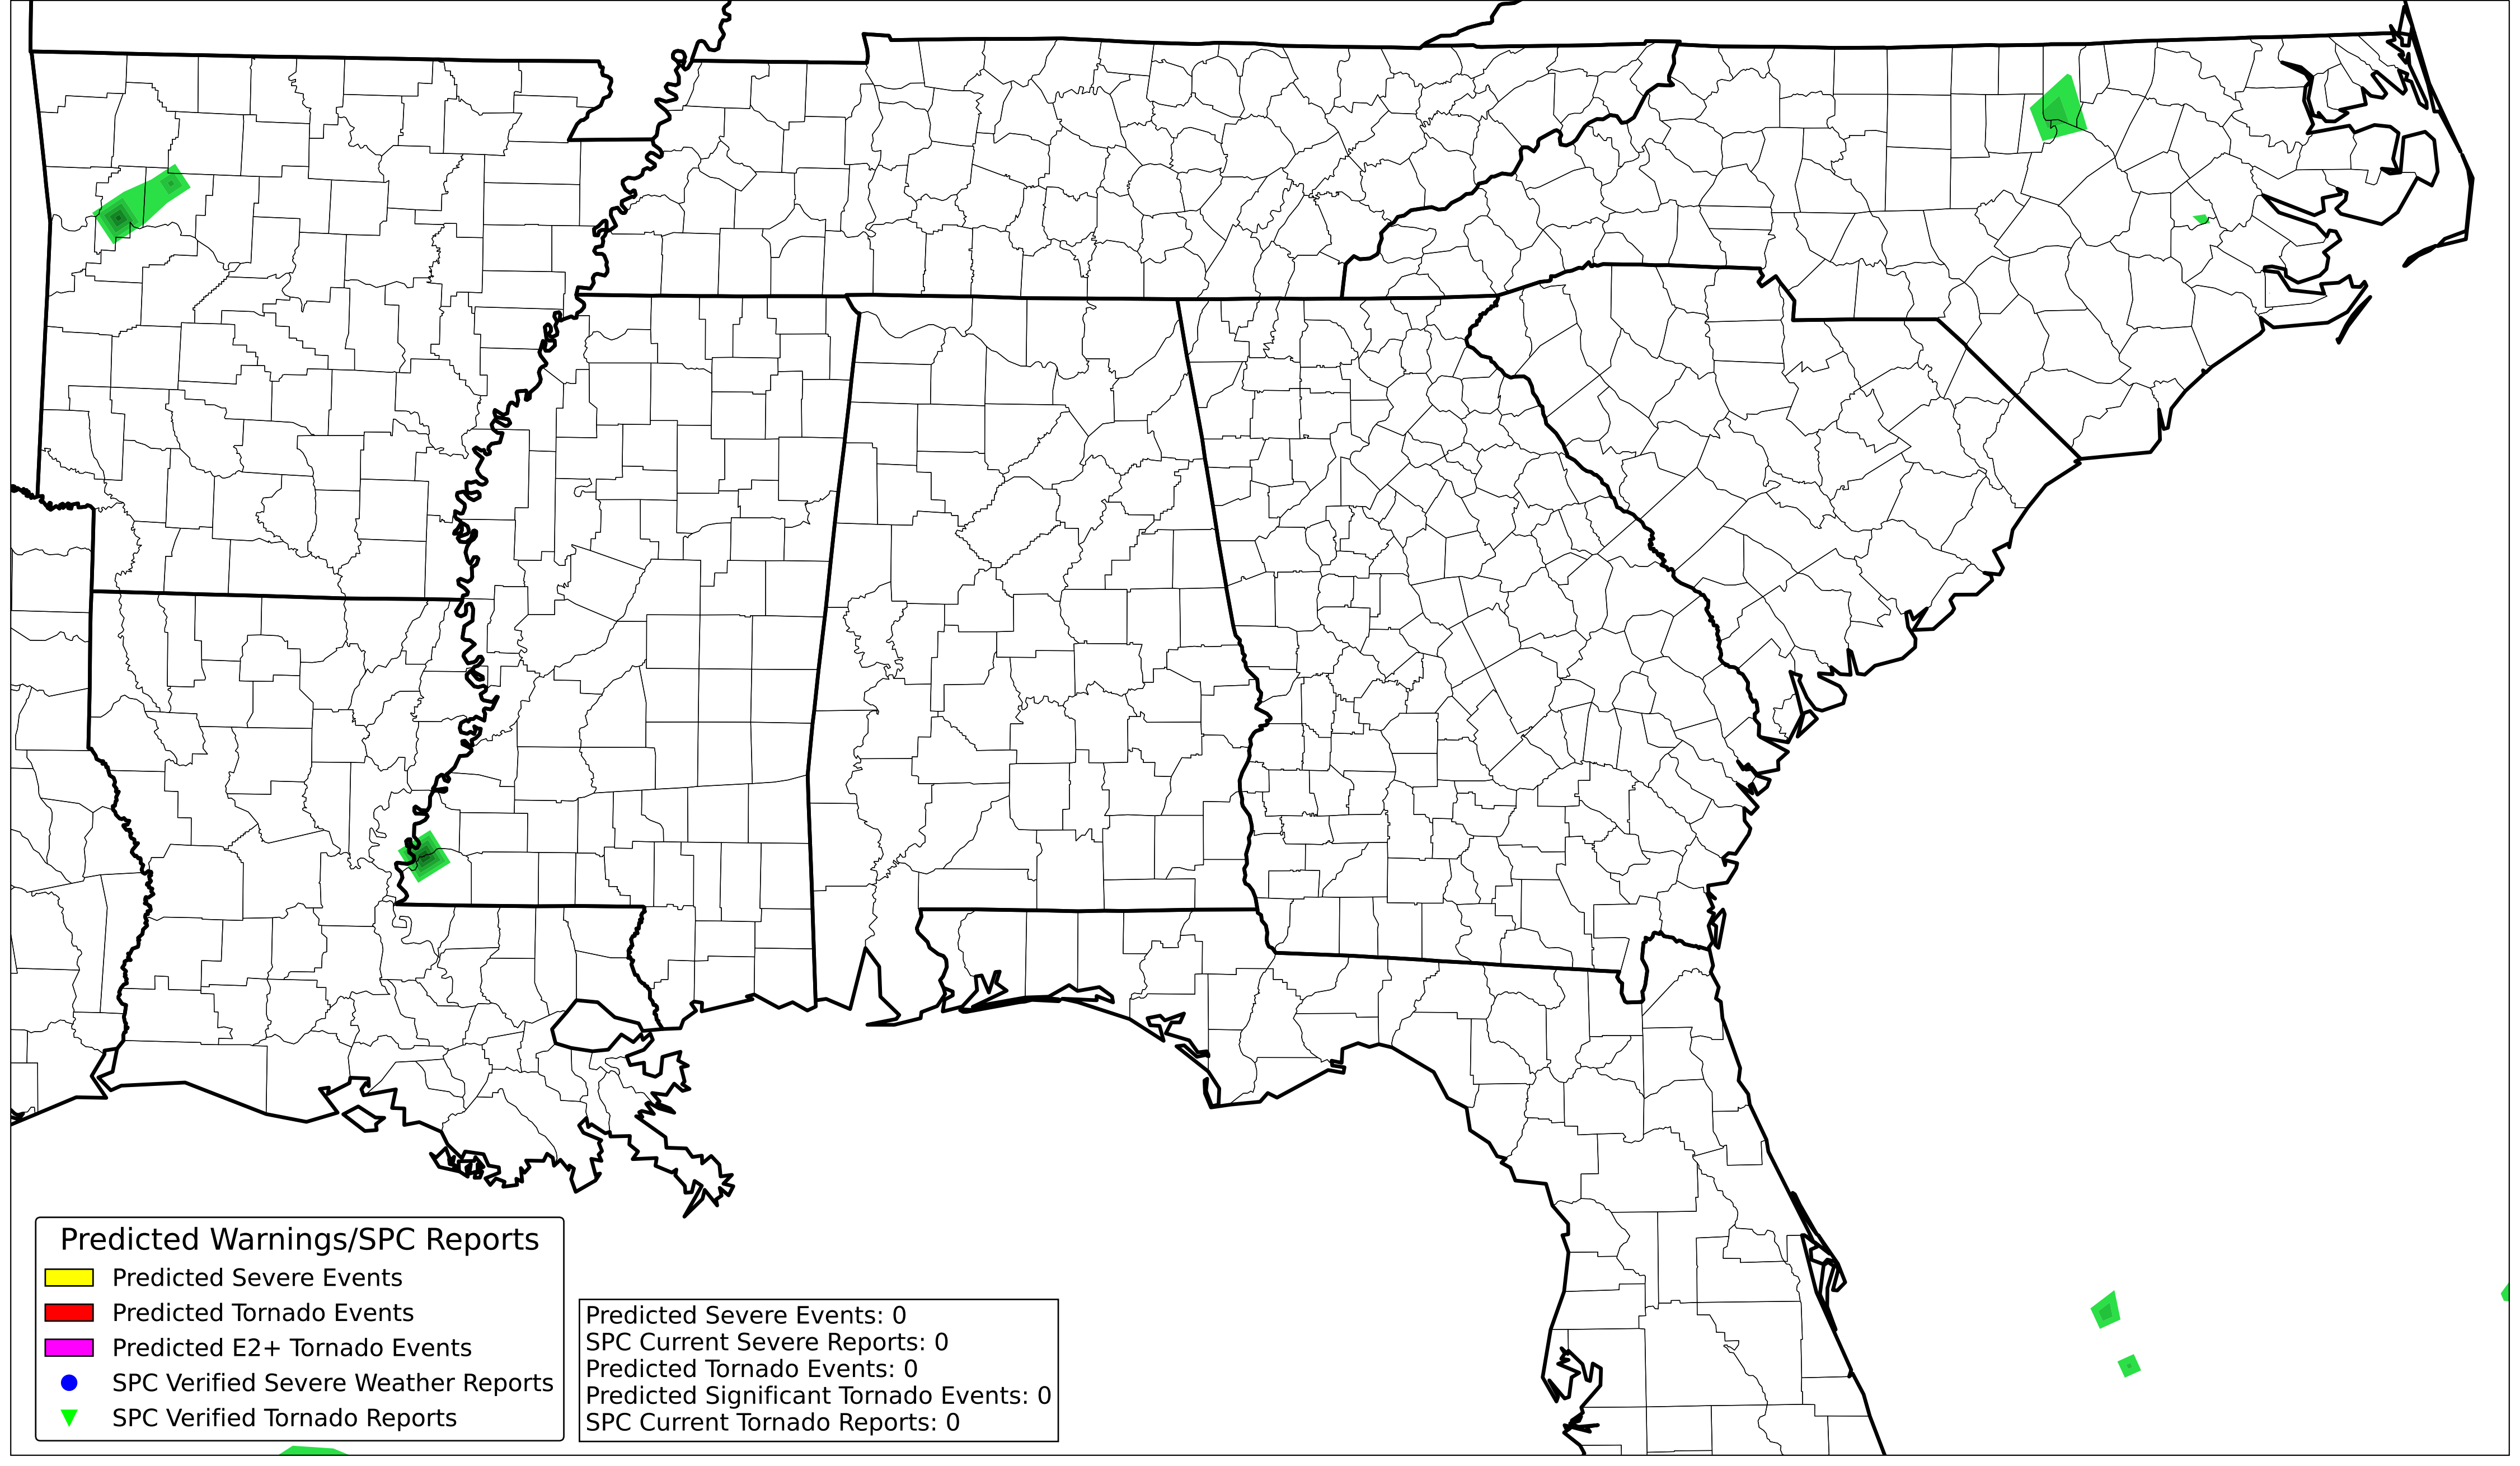 Predicted Warnings/SPC Reports
Predicted Severe Events
Predicted Tornado Events
Predicted E2+ Tornado Events
SPC Verified Severe Weather Reports
SPC Verified Tornado Reports
Predicted Severe Events: 0
SPC Current Severe Reports: 0
Predicted Tornado Events: 0
Predicted Significant Tornado Events: 0
SPC Current Tornado Reports: 0